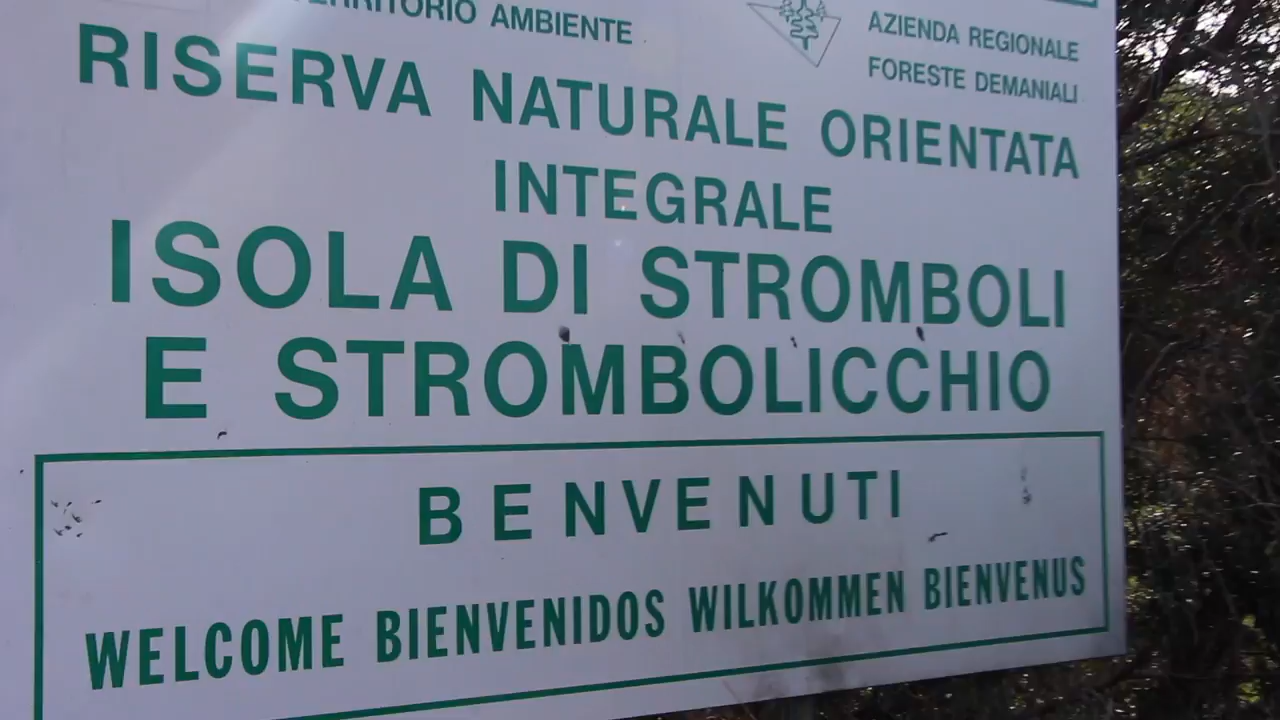 TERRITORIO AMBIENTE
AZIENDA REGIONALE
FORESTE DEMANIALI
RISERVA NATURALE ORIENTATA
INTEGRALE
ISOLA DI STROMBOLI
E STROMBOLICCHIO
BENVENUTI
WELCOME BIENVENIDOS WILKOMMEN BIENVENUS